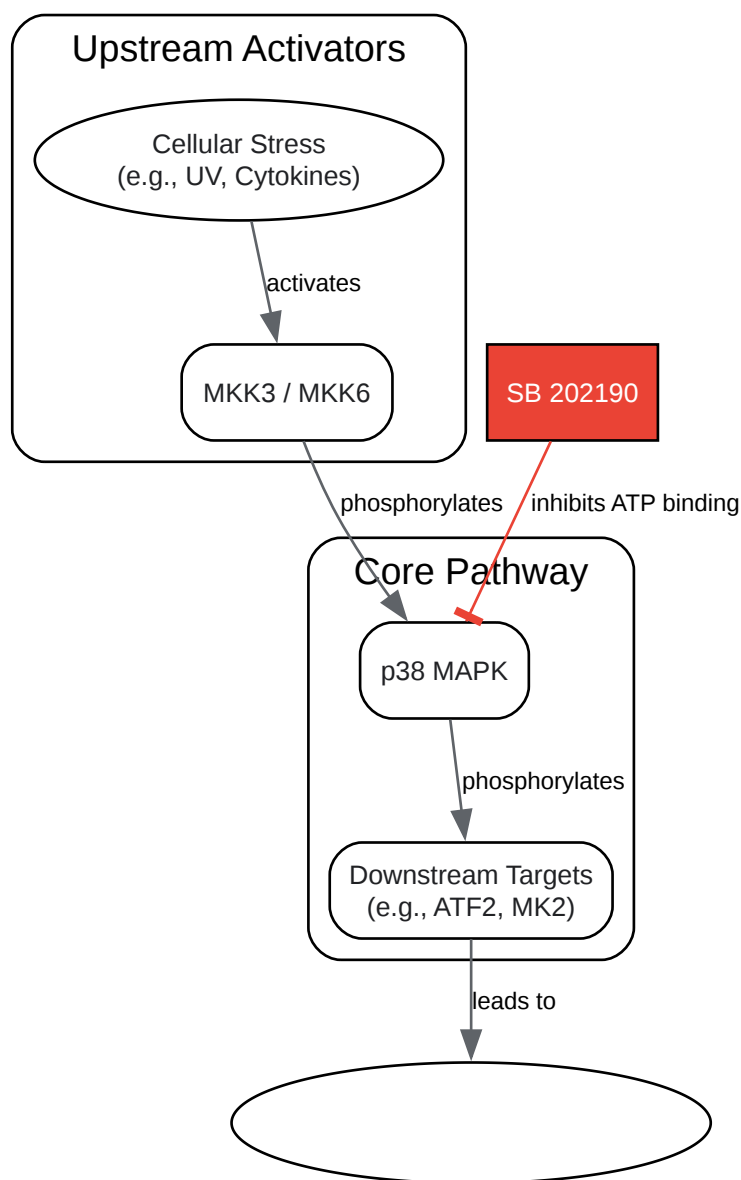 Upstream Activators
Cellular Stress
(e.g., UV, Cytokines)
activates
MKK3 / MKK6
SB 202190
phosphorylates
inhibits ATP binding
Core Pathway
p38 MAPK
phosphorylates
Downstream Targets
(e.g., ATF2, MK2)
leads to